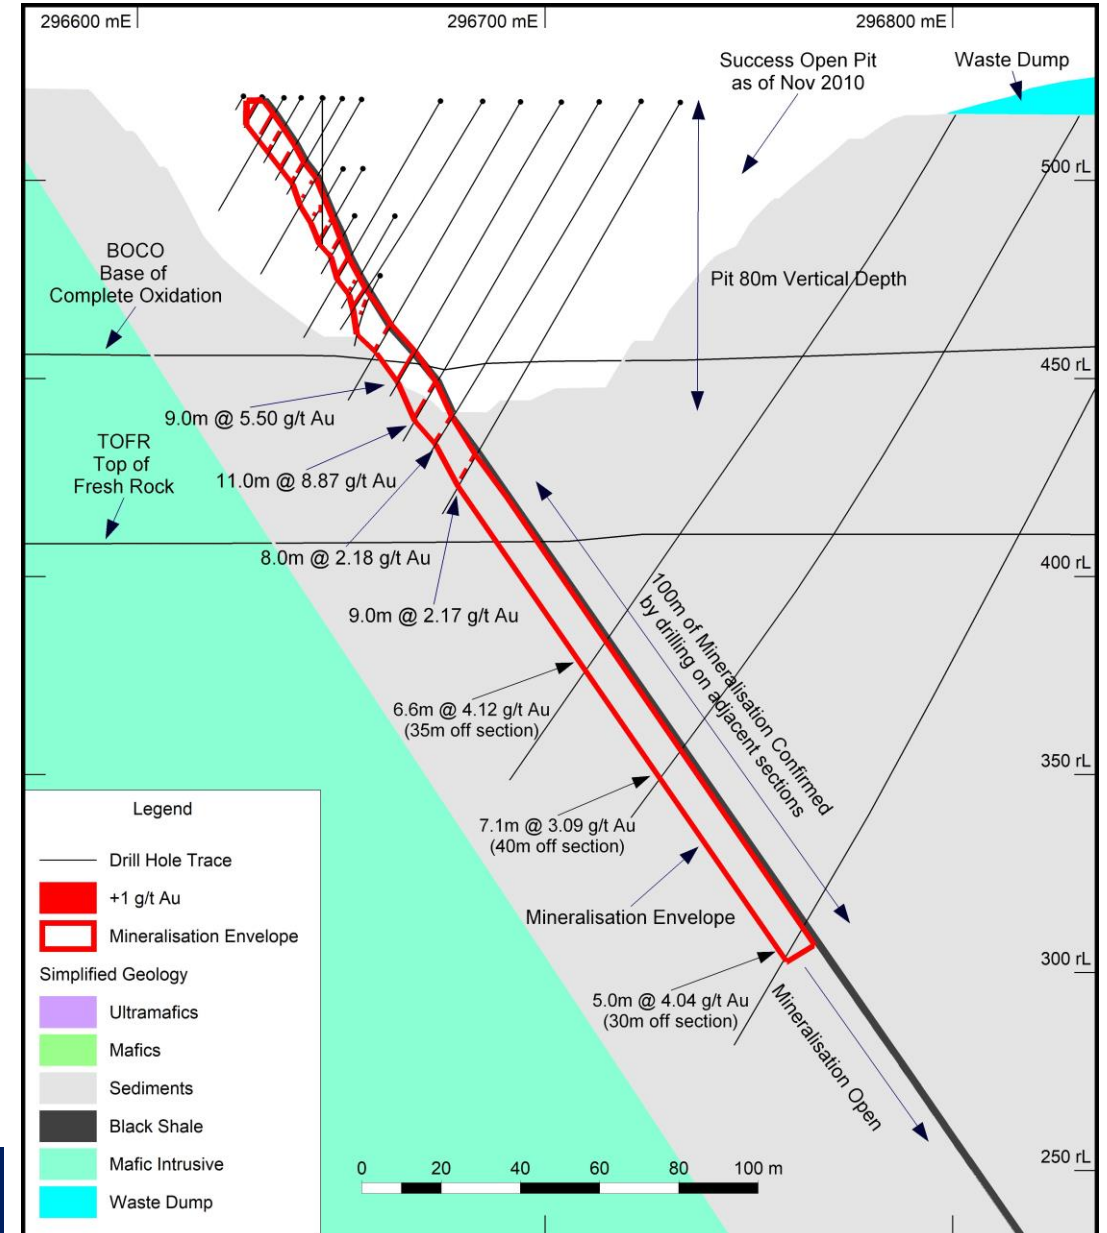 296600 mE
296700 mE
296800 mE
Success Open Pit
as of Nov 2010
Waste Dump
500 rL
BOCO
Base of
Complete Oxidation
Pit 80m Vertical Depth
450 rL
9.0m @ 5.50 g/t Au
TOFR
Top of
Fresh Rock
11.0m @ 8.87 g/t Au
8.0m @ 2.18 g/t Au
400 rL
9.0m @ 2.17 g/t Au
100m of Mineralisation Confirmed
by drilling on adjacent sections
6.6m @ 4.12 g/t Au
(35m off section)
350 rL
7.1m @ 3.09 g/t Au
(40m off section)
Mineralisation Envelope
300 rL
5.0m @ 4.04 g/t Au
(30m off section)
Mineralisation Open
250 rL
Legend
Drill Hole Trace
+1 g/t Au
Mineralisation Envelope
Simplified Geology
Ultramafics
Mafics
Sediments
Black Shale
Mafic Intrusive
Waste Dump
0 20 40 60 80 100 m